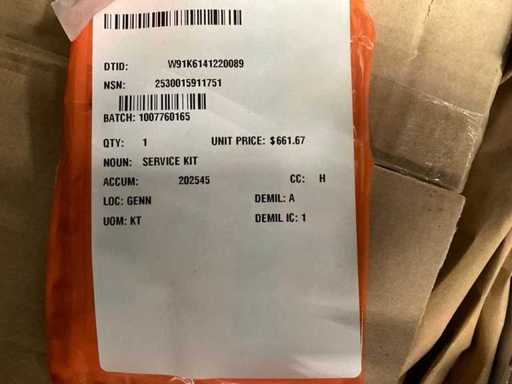 DTID: W91K6141220089
NSN: 2530015911751
BATCH: 1007760165
QTY: 1 UNIT PRICE: $661.67
NOUN: SERVICE KIT
ACCUM: 202545 CC: H
LOC: GENN DEMIL: A
UOM: KT DEMIL IC: 1